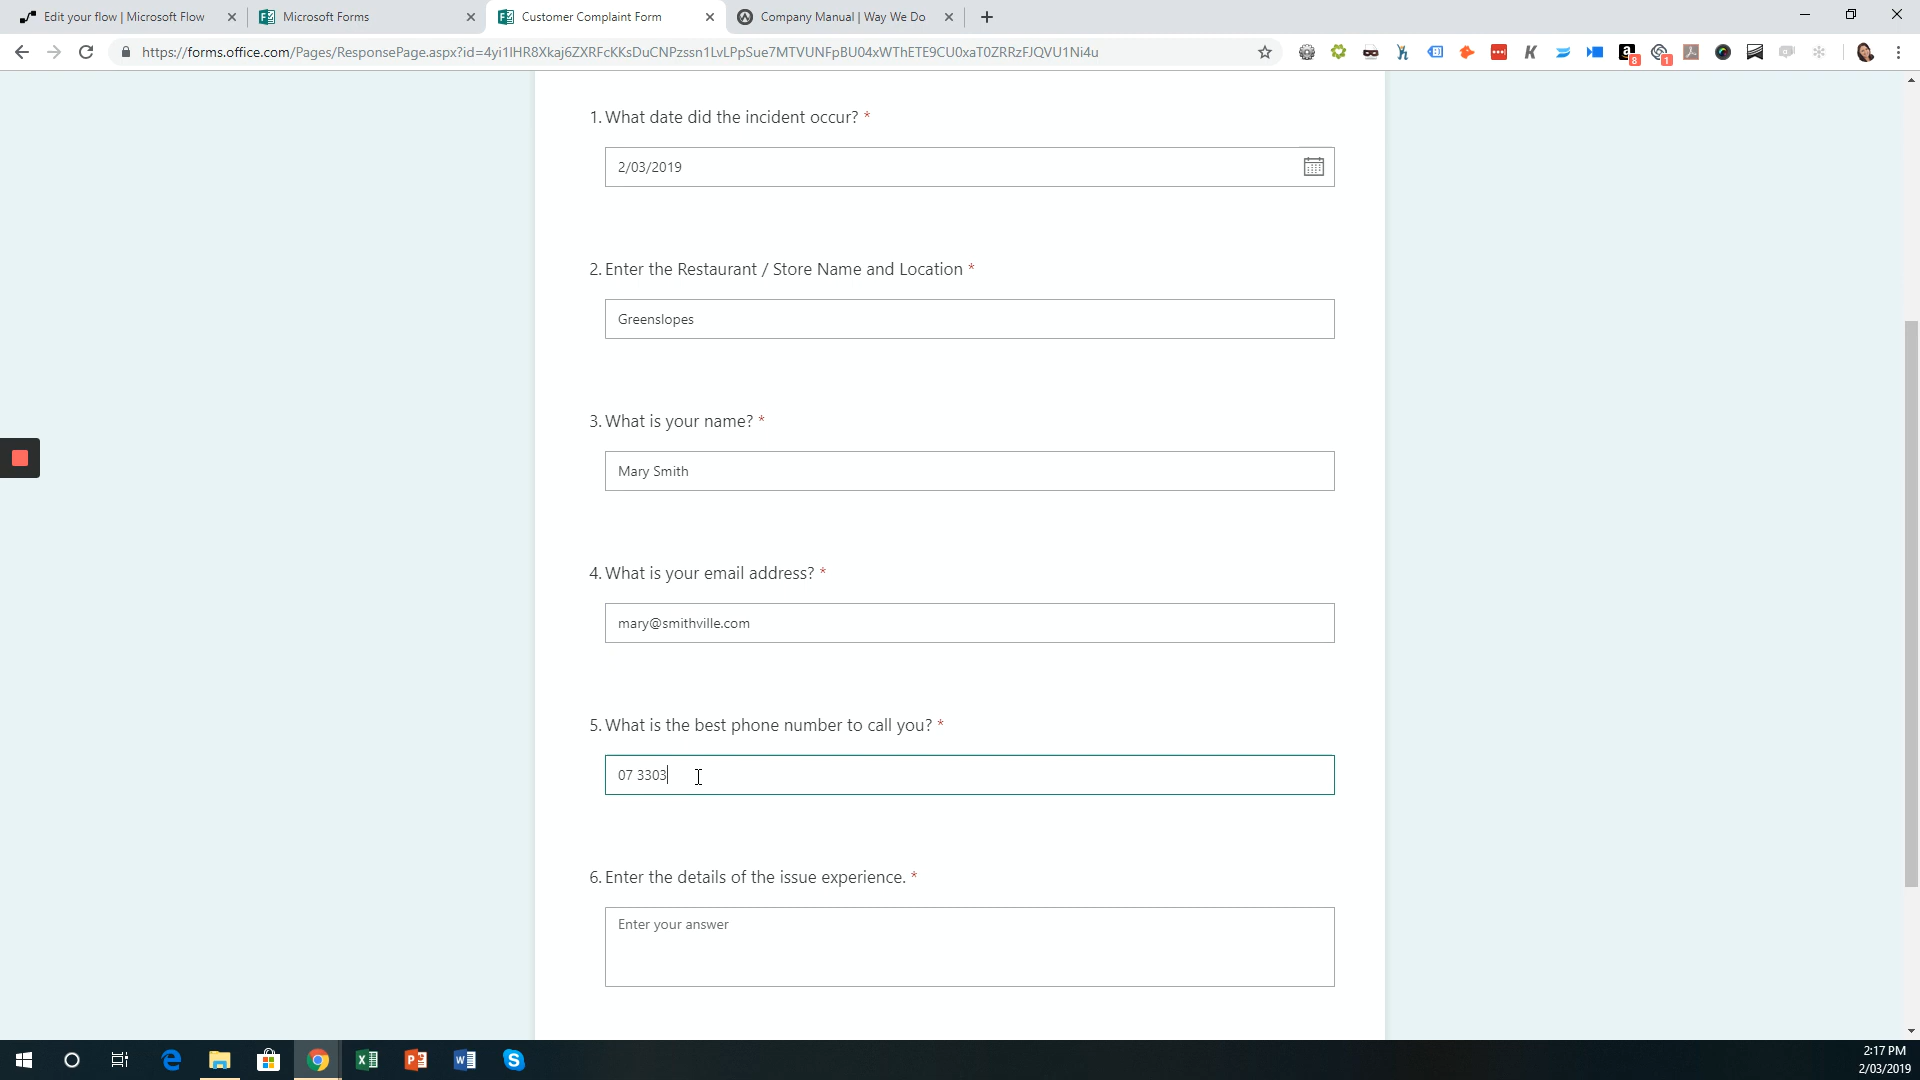 Edit your flow | Microsoft Flow
Microsoft Forms
Customer Complaint Form
Company Manual | Way We Do
https://forms.office.com/Pages/ResponsePage.aspx?id=4yi1IHR8Xkaj6ZXRFcKKsDuCNPzssn1LvLPpSue7MTVUNFpBU04xWThETE9CU0xaT0ZRRzFJQVU1Ni4u
8
1
1. What date did the incident occur? *
2/03/2019
2. Enter the Restaurant / Store Name and Location *
Greenslopes
3. What is your name? *
Mary Smith
4. What is your email address? *
mary@smithville.com
5. What is the best phone number to call you? *
07 3303
6. Enter the details of the issue experience. *
Enter your answer
2:17 PM
2/03/2019